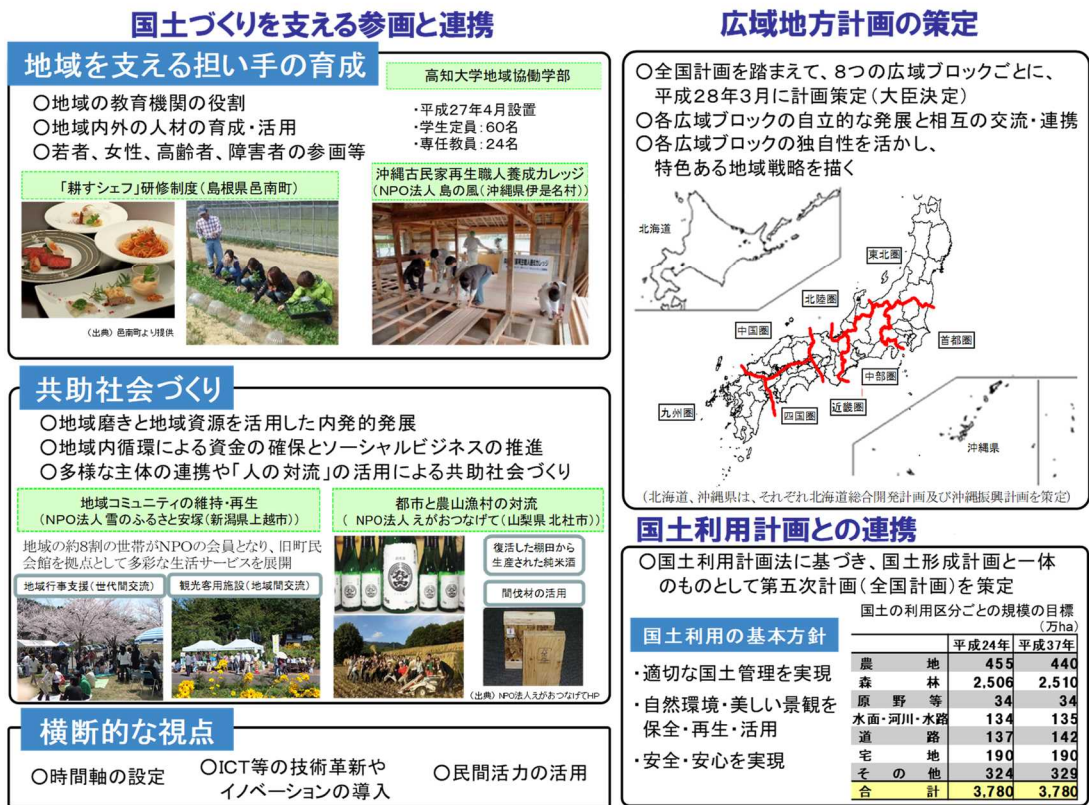 国土づくりを支える参画と連携
地域を支える担い手の育成
○地域の教育機関の役割
○地域内外の人材の育成・活用
○若者、女性、高齢者、障害者の参画等
高知大学地域協働学部
・平成27年4月設置
・学生定員:60名
・専任教員:24名
「耕すシェフ」研修制度(島根県邑南町)
(出典) 邑南町より提供
沖縄古民家再生職人養成カレッジ
(NPO法人 島の風(沖縄県伊是名村))
共助社会づくり
○地域磨きと地域資源を活用した内発的発展
○地域内循環による資金の確保とソーシャルビジネスの推進
○多様な主体の連携や「人の対流」の活用による共助社会づくり
地域コミュニティの維持・再生
(NPO法人雪のふるさと安塚(新潟県上越市))
地域の約8割の世帯がNPOの会員となり、旧町民
会館を拠点として多彩な生活サービスを展開
地域行事支援(世代間交流)
観光客用施設(地域間交流)
都市と農山漁村の対流
( NPO法人えがおつなげて(山梨県 北杜市))
復活した棚田から
生産された純米酒
間伐材の活用
(出典) NPO法人えがおつなげてHP
横断的な視点
○時間軸の設定
○ICT等の技術革新や
イノベーションの導入
○民間活力の活用
広域地方計画の策定
○全国計画を踏まえて、8つの広域ブロックごとに、
平成28年3月に計画策定(大臣決定)
○各広域ブロックの自立的な発展と相互の交流・連携
○各広域ブロックの独自性を活かし、
特色ある地域戦略を描く
北海道
東北圏
北陸圏
中国圏
首都圏
中部圏
近畿圏
四国圏
九州圏
沖縄県
(北海道、沖縄県は、それぞれ北海道総合開発計画及び沖縄振興計画を策定)
国土利用計画との連携
○国土利用計画法に基づき、国土形成計画と一体
のものとして第五次計画(全国計画)を策定
国土利用の基本方針
・適切な国土管理を実現
・自然環境・美しい景観を
保全・再生・活用
・安全・安心を実現
国土の利用区分ごとの規模の目標
(万ha)
平成24年 平成37年
農地 455 440
森林 2,506 2,510
原野等 34 34
水面・河川・水路 134 135
道路 137 142
宅地 190 190
その他 324 329
合計 3,780 3,780